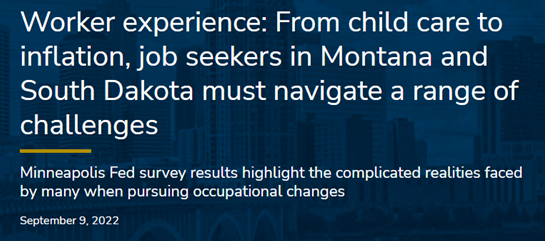 Worker experience: From child care to
inflation, job seekers in Montana and
South Dakota must navigate a range of
challenges
Minneapolis Fed survey results highlight the complicated realities faced
by many when pursuing occupational changes
September 9, 2022